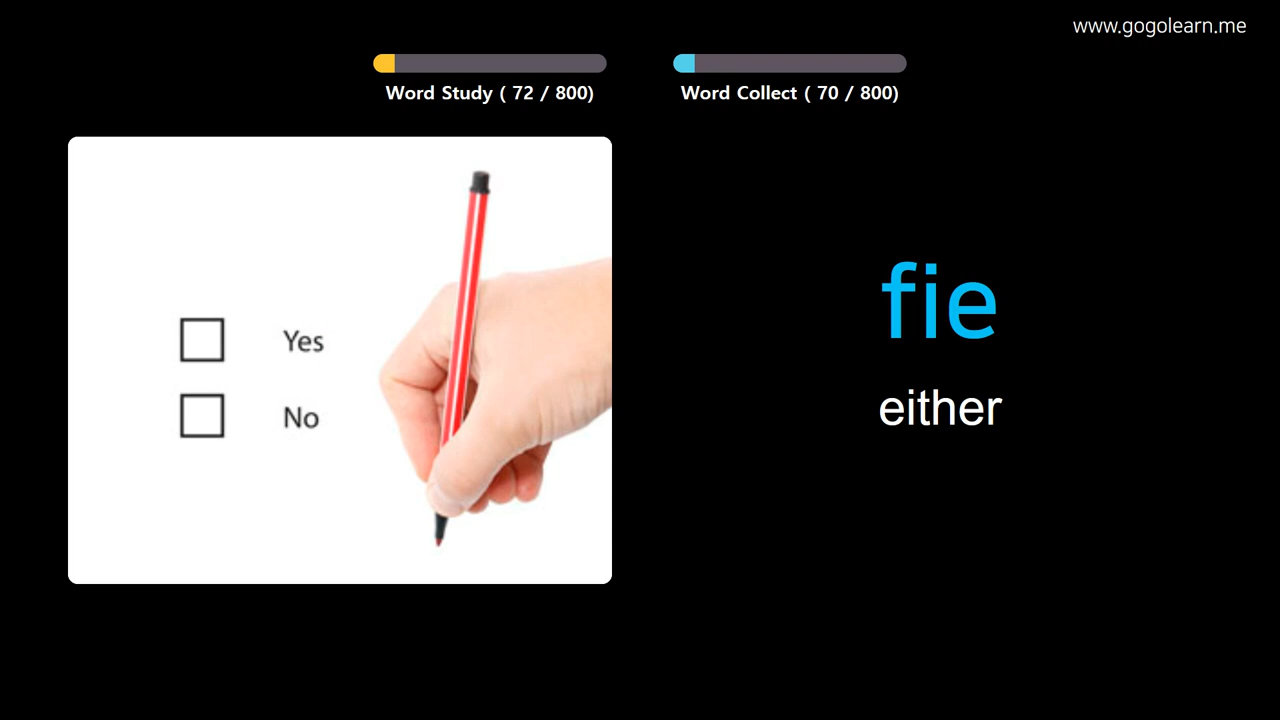 www.gogolearn.me
Word Study ( 72 / 800)
Word Collect ( 70 / 800)
Yes
No
fie
either